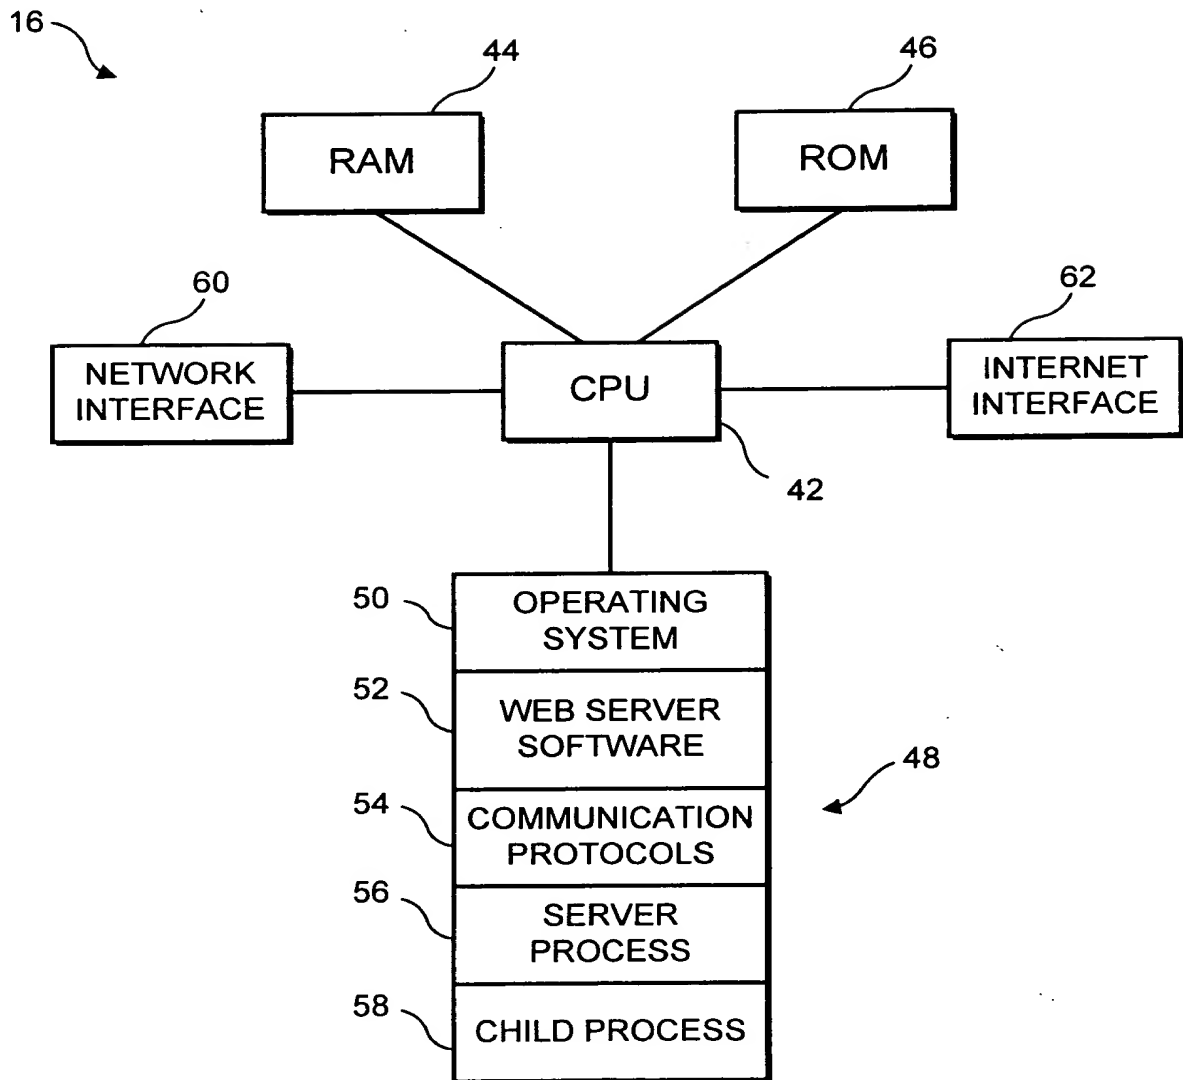 16
44
46
RAM
ROM
60
62
NETWORK
INTERFACE
CPU
INTERNET
INTERFACE
42
50
OPERATING
SYSTEM
52
WEB SERVER
SOFTWARE
48
54
COMMUNICATION
PROTOCOLS
56
SERVER
PROCESS
58
CHILD PROCESS